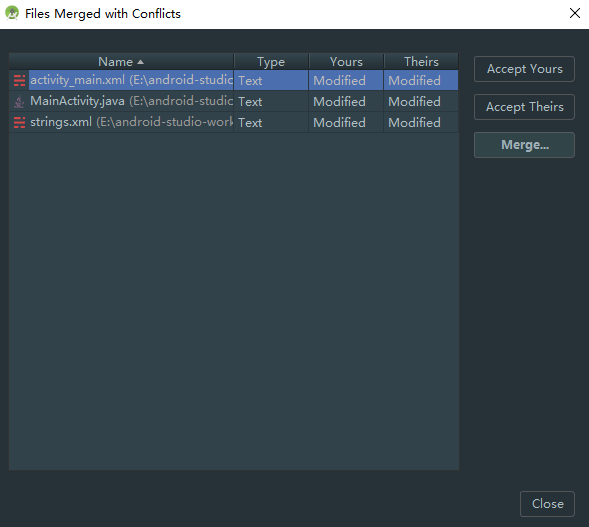 Files Merged with Conflicts
Name Type Yours Theirs
activity_main.xml (E:\android-studio Text Modified Modified
MainActivity.java (E:\android-studio Text Modified Modified
strings.xml (E:\android-studio-work Text Modified Modified
Accept Yours
Accept Theirs
Merge...
Close